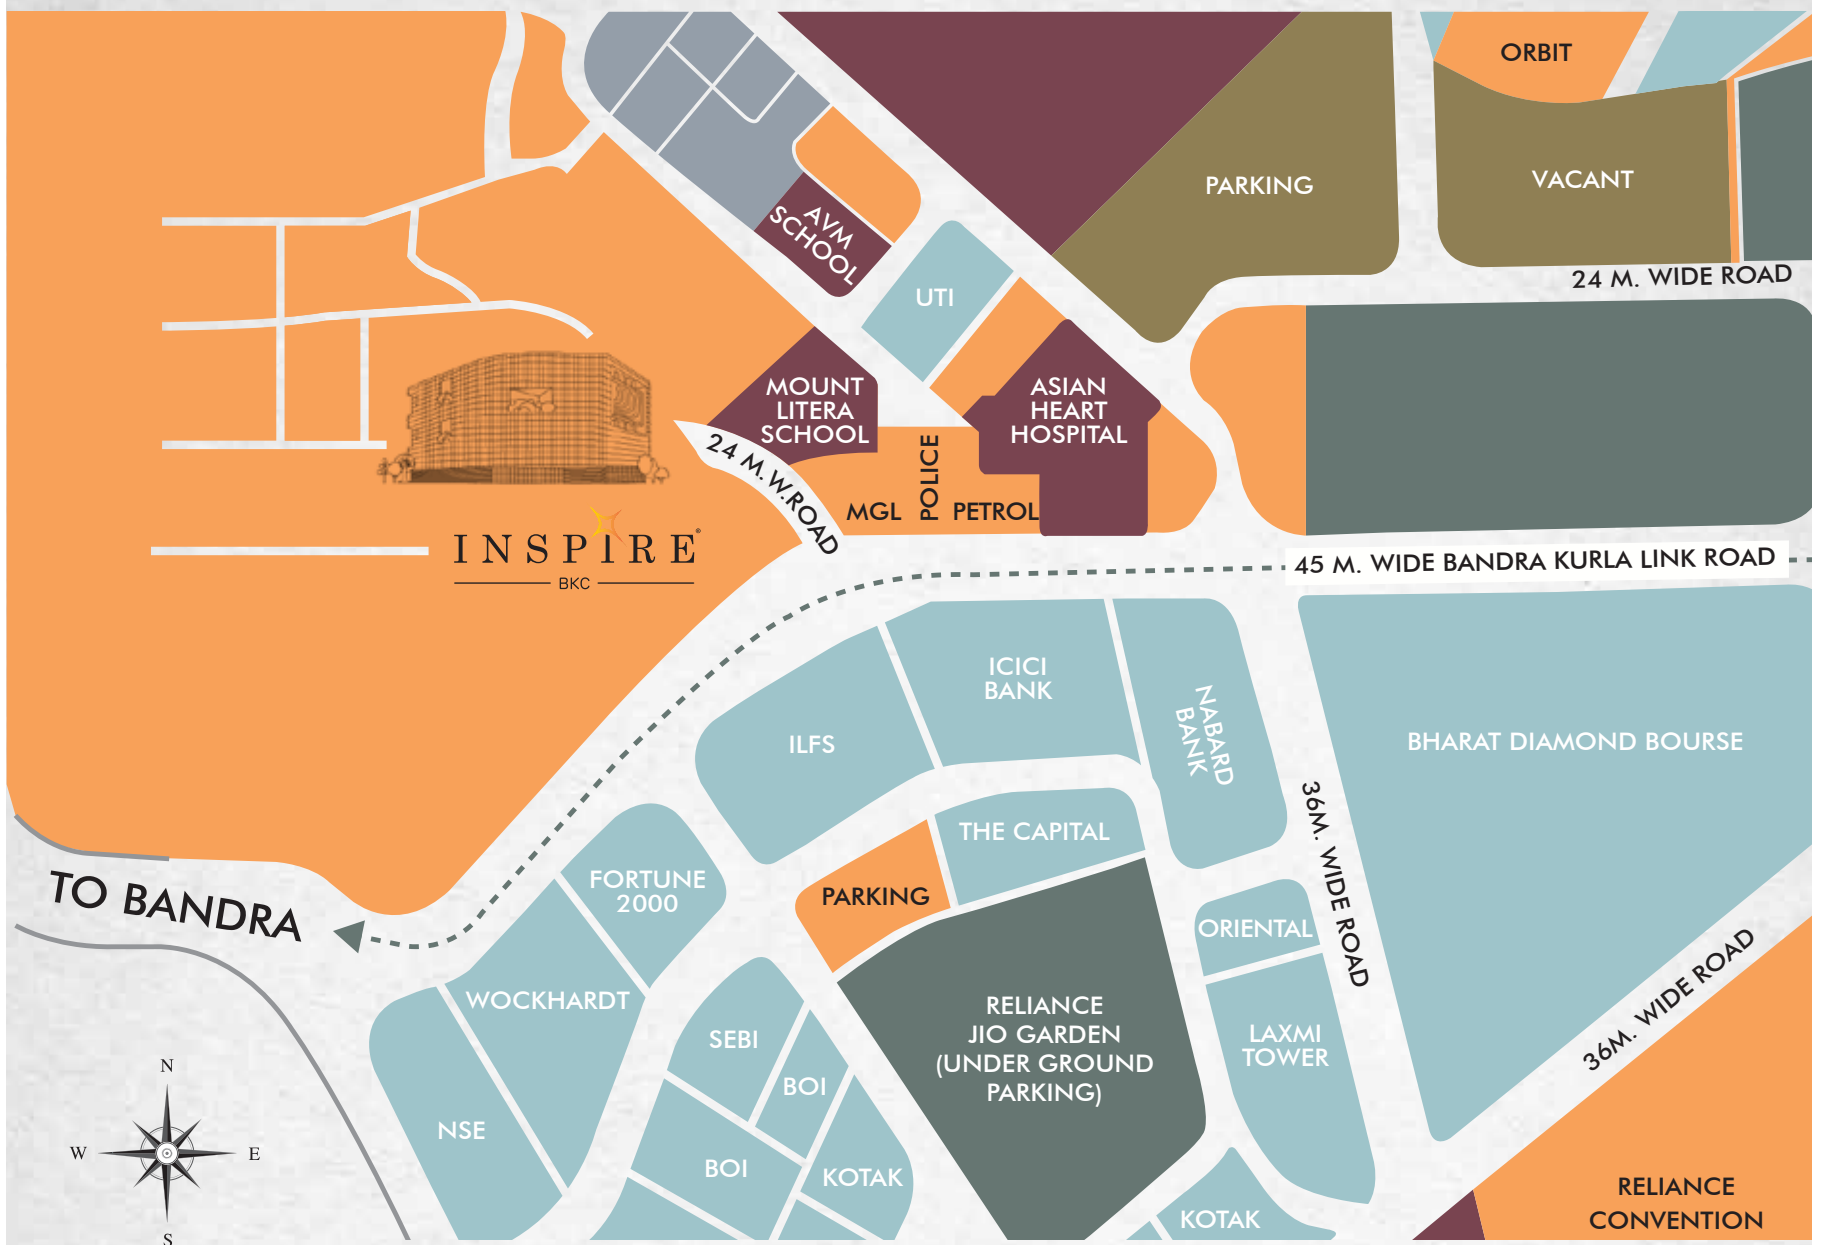 ORBIT
PARKING
VACANT
AVM
SCHOOL
UTI
24 M. WIDE ROAD
MOUNT
LITERA
SCHOOL
ASIAN
HEART
HOSPITAL
24 M.W.ROAD
MGL
POLICE
PETROL
INSPIRE®
BKC
45 M. WIDE BANDRA KURLA LINK ROAD
ICICI
BANK
NABARD
BANK
ILFS
BHARAT DIAMOND BOURSE
THE CAPITAL
36M. WIDE ROAD
FORTUNE
2000
PARKING
TO BANDRA
ORIENTAL
WOCKHARDT
36M. WIDE ROAD
RELIANCE
JIO GARDEN
(UNDER GROUND
PARKING)
SEBI
LAXMI
TOWER
BOI
NSE
BOI
KOTAK
KOTAK
RELIANCE
CONVENTION
N
W
E
S